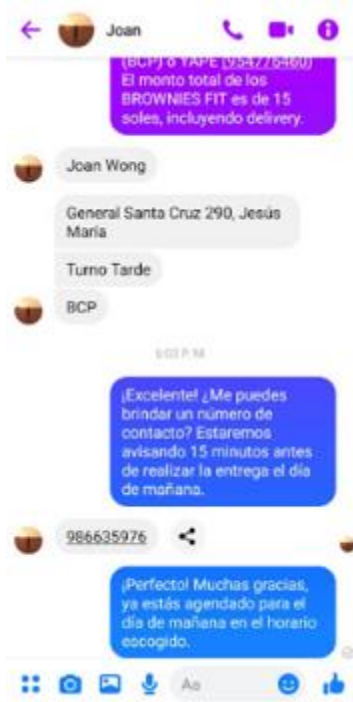 Joan
(BCP) o YAPE (954776460)
El monto total de los
BROWNIES FIT es de 15
soles, incluyendo delivery.
Joan Wong
General Santa Cruz 290, Jesús
María
Turno Tarde
BCP
5:03 P. M.
¡Excelente! ¿Me puedes
brindar un número de
contacto? Estaremos
avisando 15 minutos antes
de realizar la entrega el día
de mañana.
986635976
¡Perfecto! Muchas gracias,
ya estás agendado para el
día de mañana en el horario
escogido.
Aa